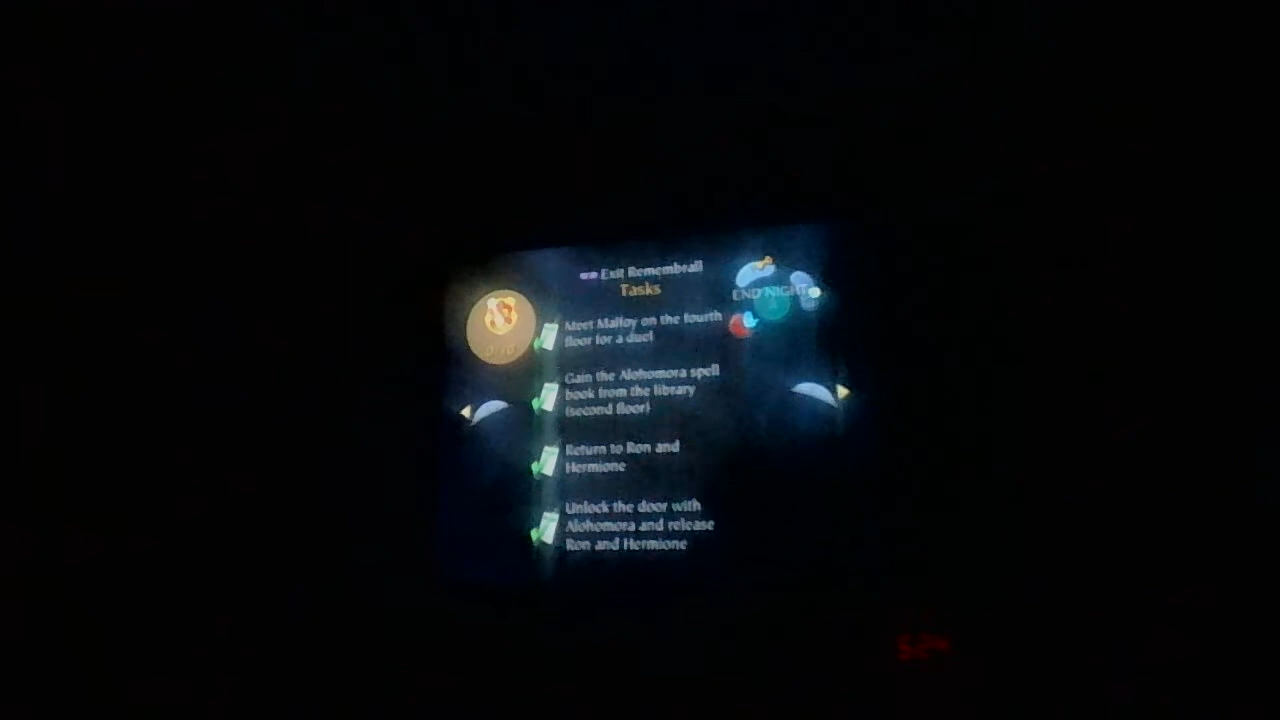 Exit Remembrall
Tasks
END NIGHT
Meet Malfoy on the fourth
floor for a duel
Gain the Alohomora spell
book from the library
(second floor)
Return to Ron and
Hermione
Unlock the door with
Alohomora and release
Ron and Hermione